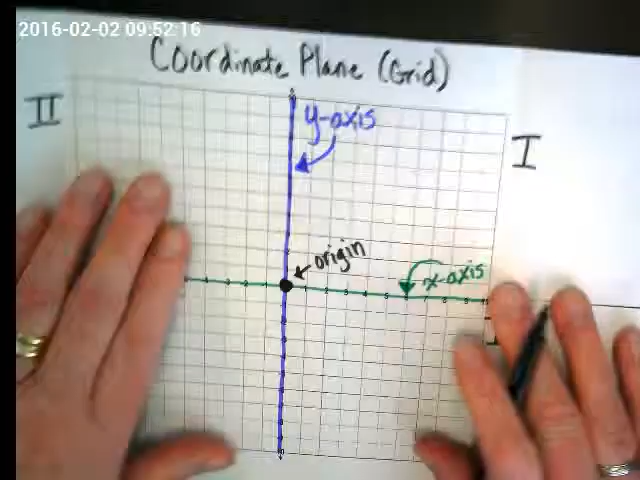 2016-02-02 09:52:16
Coordinate Plane (Grid)
II
y-axis
I
origin
x-axis